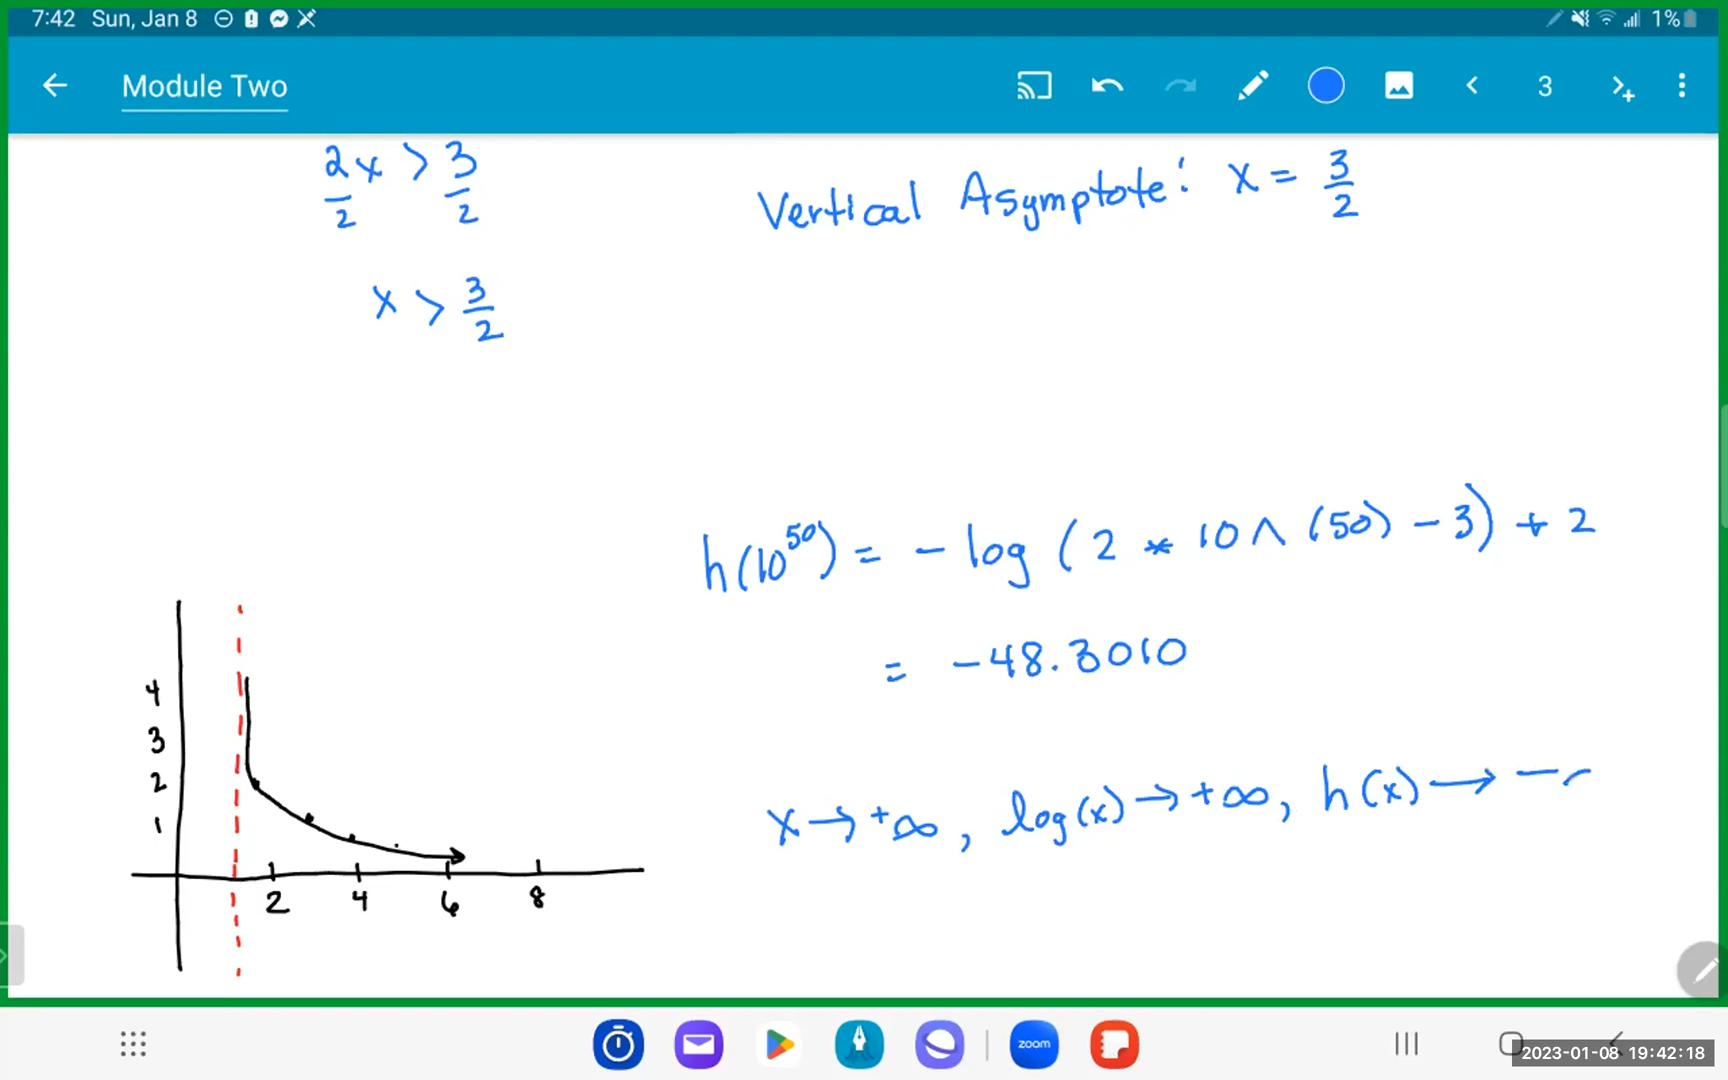 7:42 Sun, Jan 8
1%
Module Two
3
2x > 3
2 2
Vertical Asymptote: x = 3/2
x > 3/2
h(10^50) = - log (2 * 10^(50) - 3) + 2
= -48.3010
x → +∞, log(x) → +∞, h(x) → -
4
3
2
1
2 4 6 8
zoom
2023-01-08 19:42:18